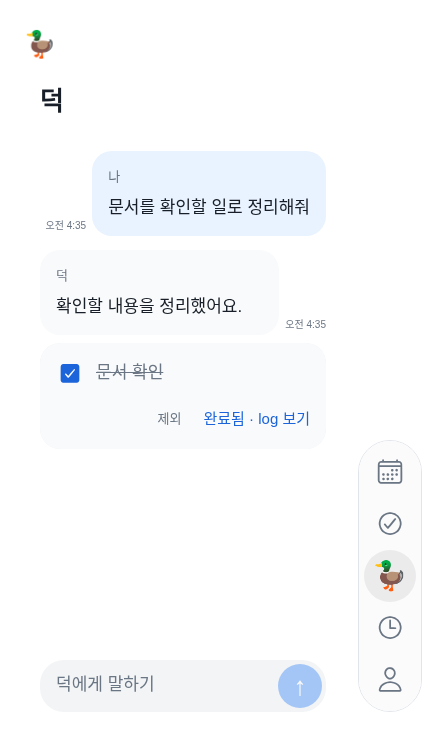 덕
나
문서를 확인할 일로 정리해줘
오전 4:35
덕
확인할 내용을 정리했어요.
오전 4:35
문서 확인
제외 완료됨 · log 보기
덕에게 말하기